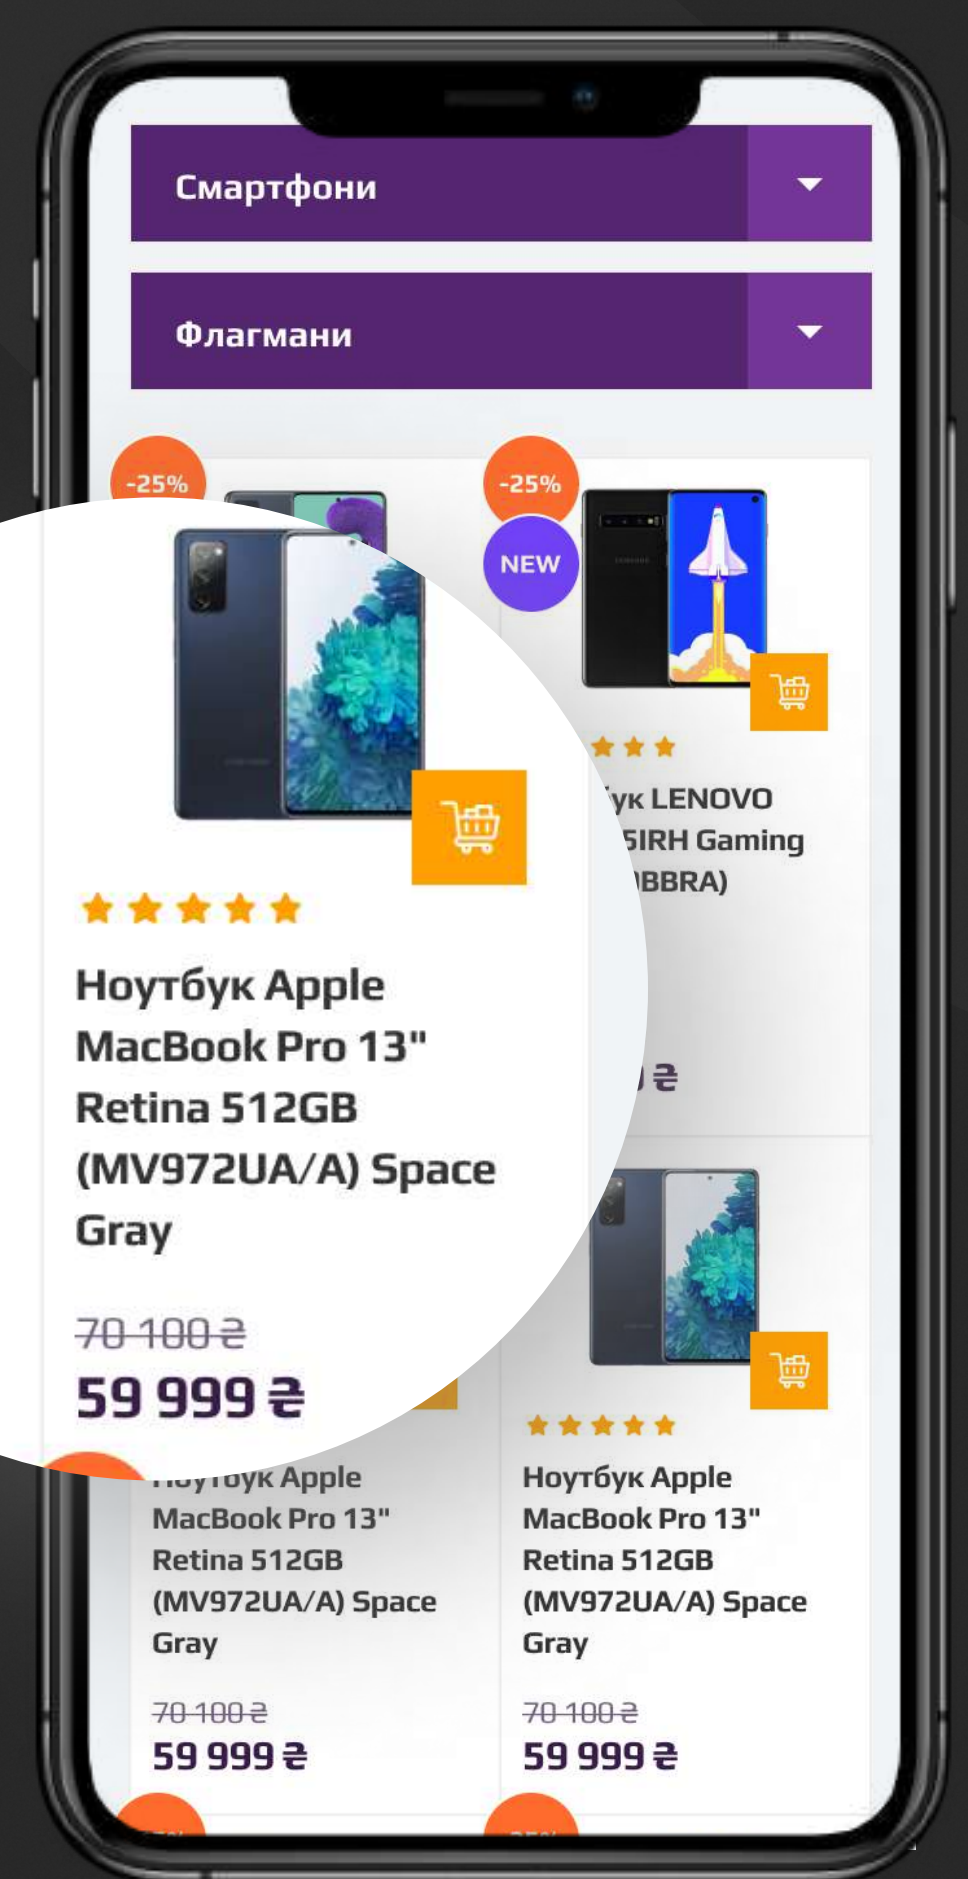 Смартфони
Флагмани
-25%
-25%
NEW
LENOVO
Gaming
₴
Ноутбук Apple
MacBook Pro 13"
Retina 512GB
(MV972UA/A) Space
Gray
70 100 ₴
59 999 ₴
Ноутбук Apple
MacBook Pro 13"
Retina 512GB
(MV972UA/A) Space
Gray
70 100 ₴
59 999 ₴
Ноутбук Apple
MacBook Pro 13"
Retina 512GB
(MV972UA/A) Space
Gray
70 100 ₴
59 999 ₴